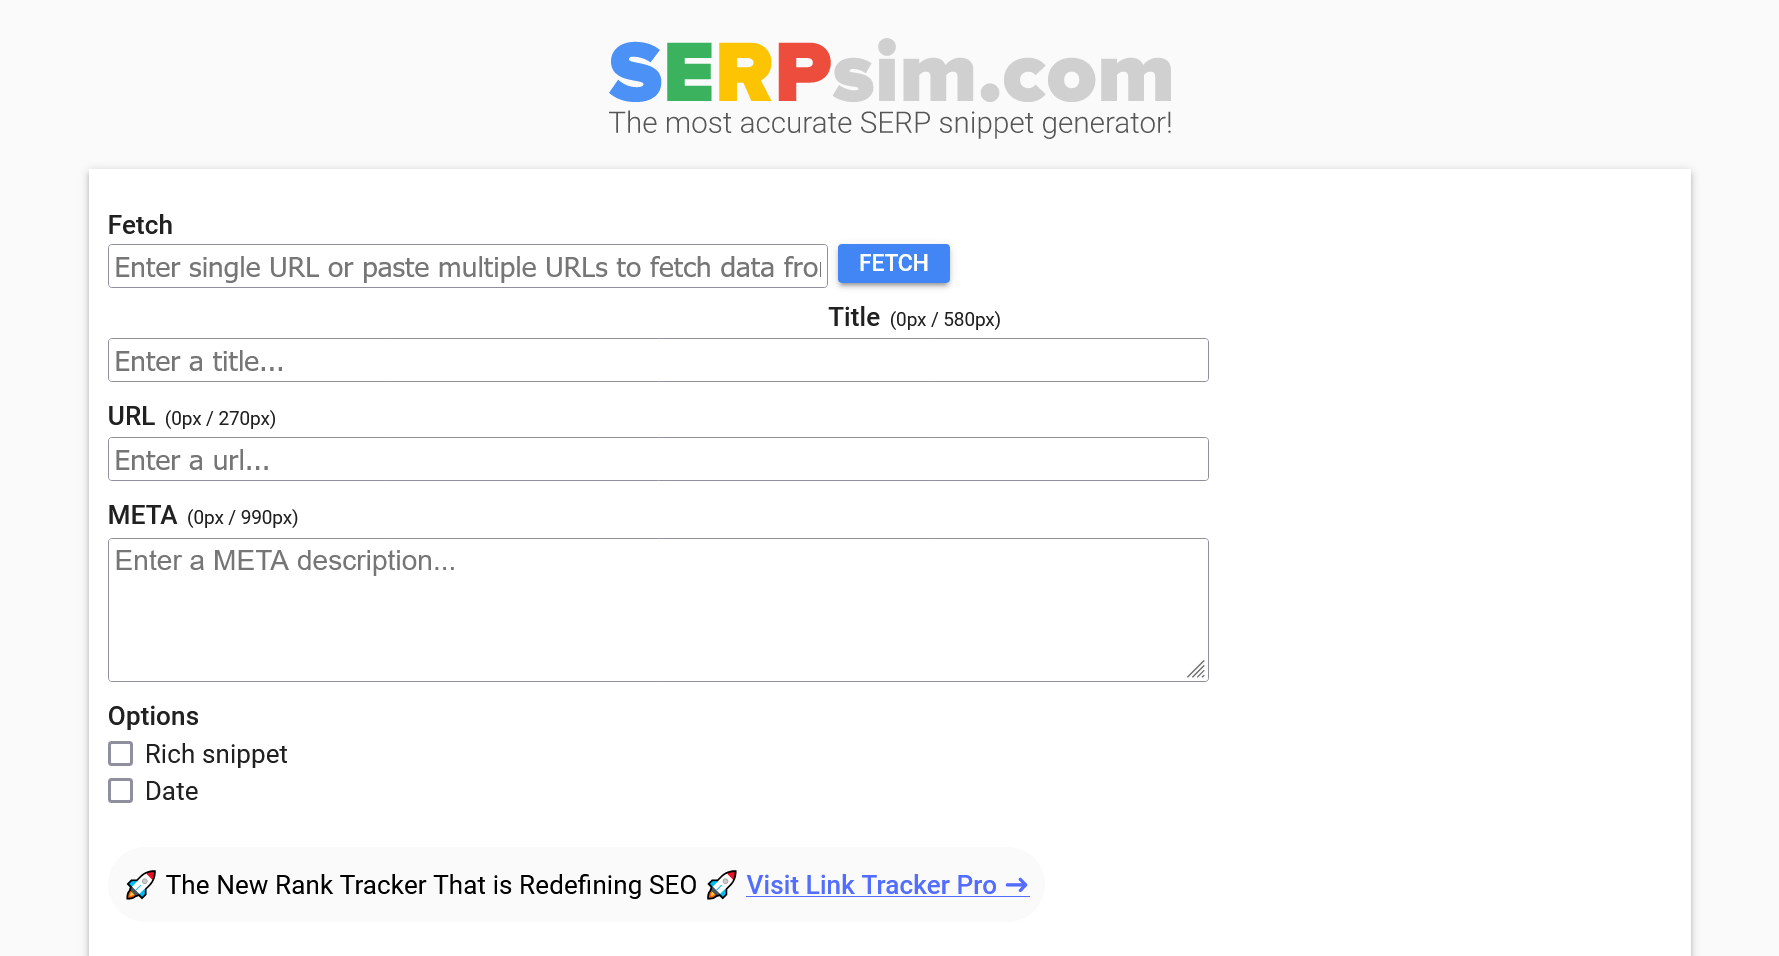 SERPsim.com
The most accurate SERP snippet generator!
Fetch
Enter single URL or paste multiple URLs to fetch data fro
FETCH
Title (0px / 580px)
Enter a title...
URL (0px / 270px)
Enter a url...
META (0px / 990px)
Enter a META description...
Options
Rich snippet
Date
🚀 The New Rank Tracker That is Redefining SEO 🚀 Visit Link Tracker Pro →